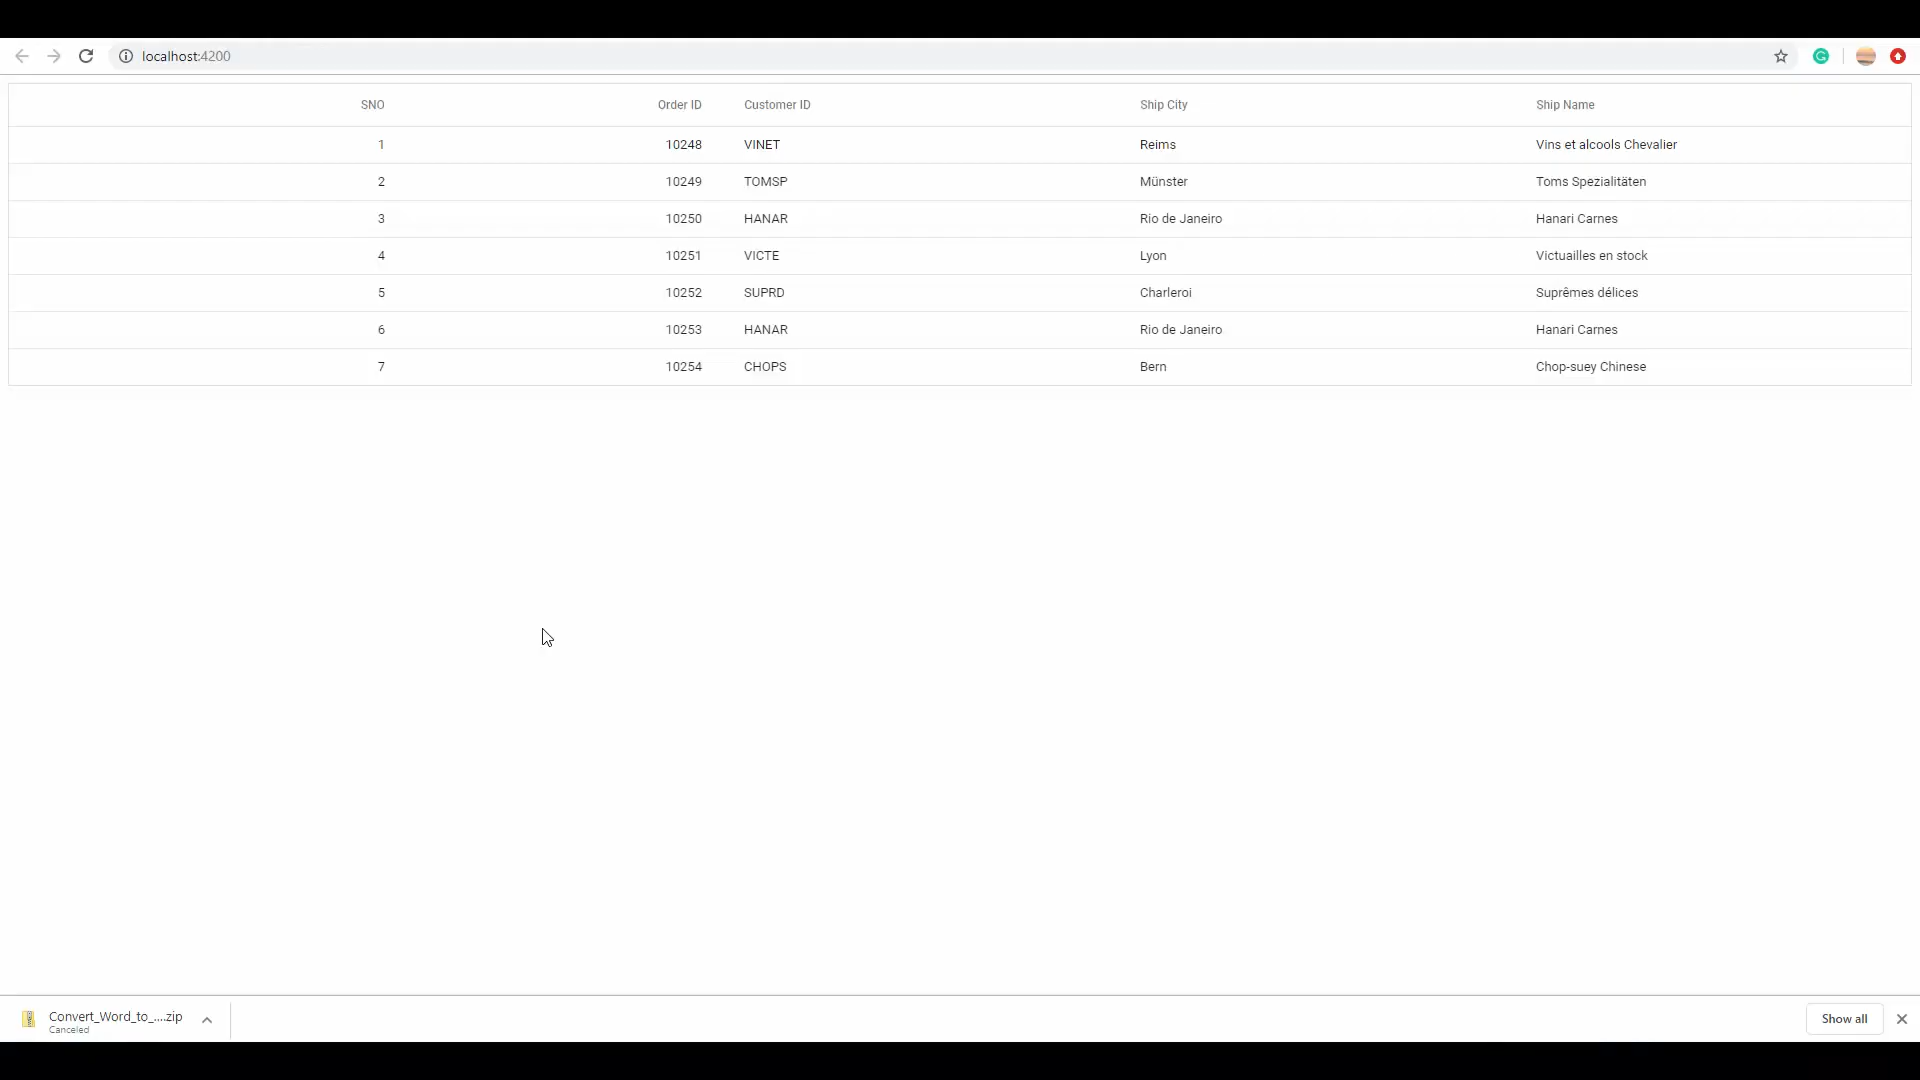 localhost:4200
SNO Order ID Customer ID Ship City Ship Name
1 10248 VINET Reims Vins et alcools Chevalier
2 10249 TOMSP Münster Toms Spezialitäten
3 10250 HANAR Rio de Janeiro Hanari Carnes
4 10251 VICTE Lyon Victuailles en stock
5 10252 SUPRD Charleroi Suprêmes délices
6 10253 HANAR Rio de Janeiro Hanari Carnes
7 10254 CHOPS Bern Chop-suey Chinese
Convert_Word_to_....zip
Canceled
Show all